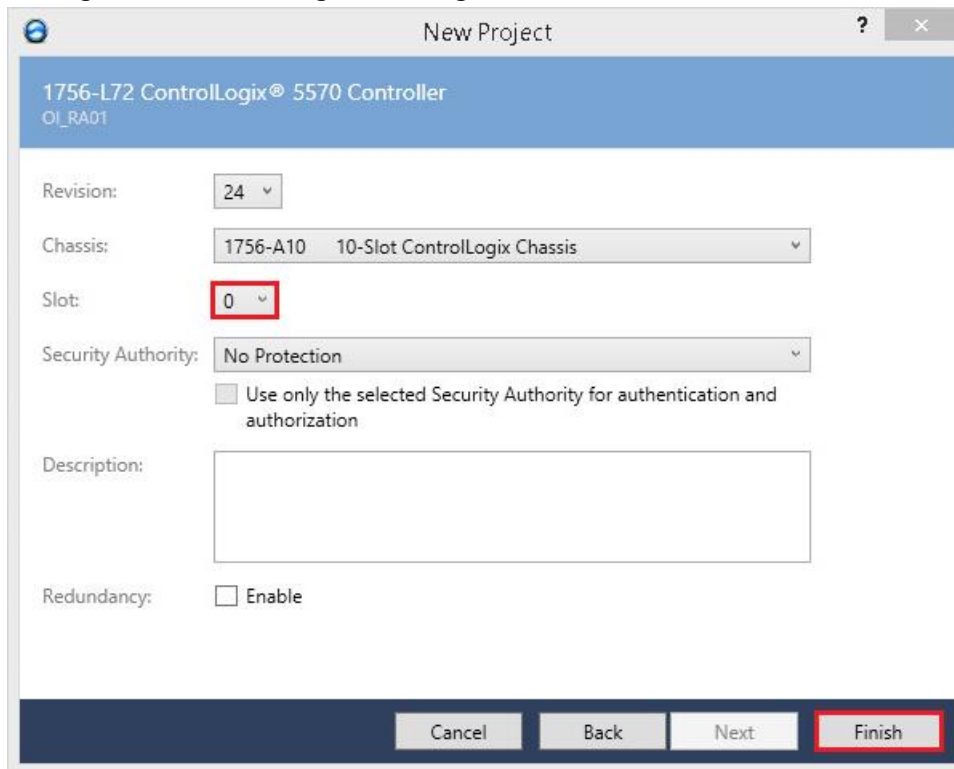 New Project
?
×
1756-L72 ControlLogix® 5570 Controller
OI_RA01
Revision:
24
Chassis:
1756-A10 10-Slot ControlLogix Chassis
Slot:
0
Security Authority:
No Protection
Use only the selected Security Authority for authentication and
authorization
Description:
Redundancy:
Enable
Cancel
Back
Next
Finish